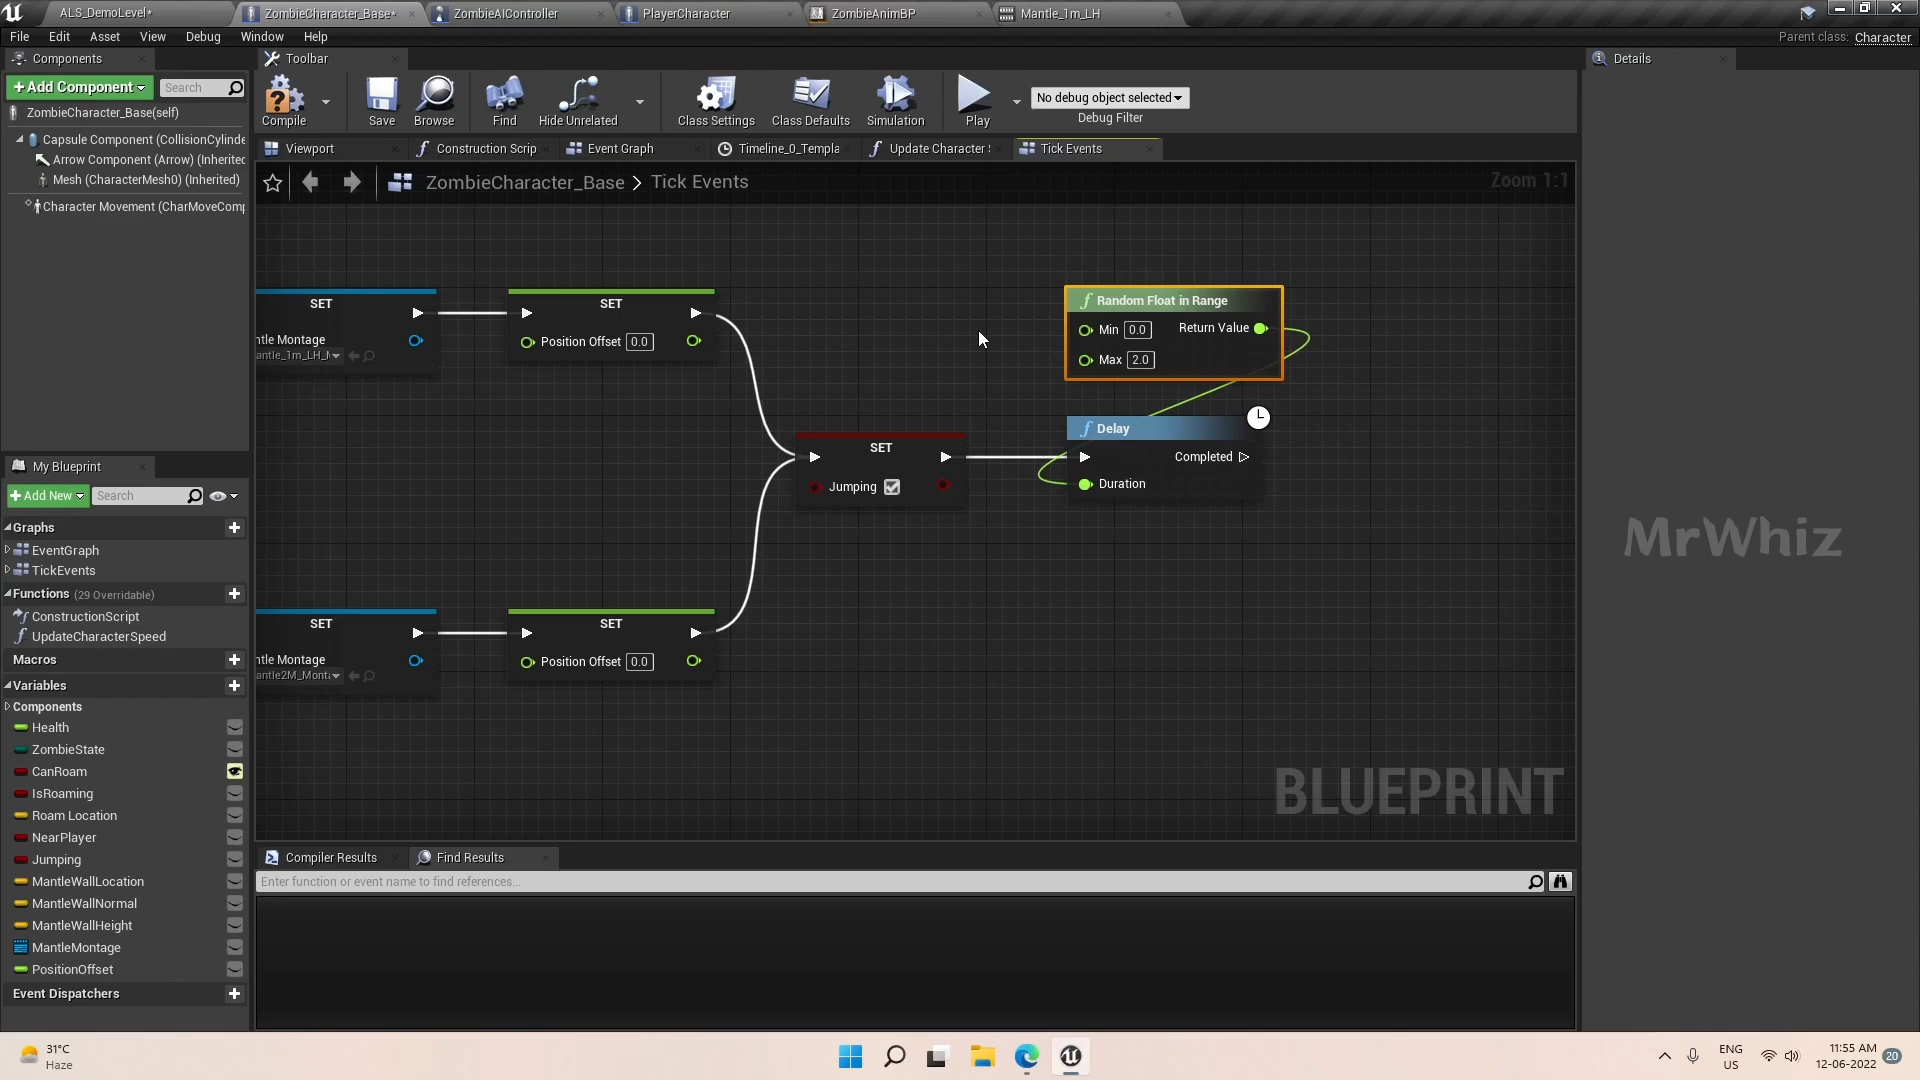 ALS_DemoLevel*
ZombieCharacter_Base*
ZombieAIController
PlayerCharacter
ZombieAnimBP
Mantle_1m_LH
File Edit Asset View Debug Window Help
Parent class: Character
Components
Toolbar
Details
+ Add Component
Search
Compile
Save
Browse
Find
Hide Unrelated
Class Settings
Class Defaults
Simulation
Play
No debug object selected
Debug Filter
ZombieCharacter_Base(self)
Capsule Component (CollisionCylinde
Arrow Component (Arrow) (Inherited
Mesh (CharacterMesh0) (Inherited)
Character Movement (CharMoveComp
Viewport
Construction Scrip
Event Graph
Timeline_0_Templa
Update Character S
Tick Events
ZombieCharacter_Base > Tick Events
Zoom 1:1
SET
ntle Montage
antle_1m_LH_M
SET
Position Offset 0.0
Random Float in Range
Min 0.0
Return Value
Max 2.0
SET
Jumping
Delay
Completed
Duration
SET
ntle Montage
antle2M_Monta
SET
Position Offset 0.0
BLUEPRINT
MrWhiz
My Blueprint
+ Add New
Search
Graphs
EventGraph
TickEvents
Functions (29 Overridable)
ConstructionScript
UpdateCharacterSpeed
Macros
Variables
Components
Health
ZombieState
CanRoam
IsRoaming
Roam Location
NearPlayer
Jumping
MantleWallLocation
MantleWallNormal
MantleWallHeight
MantleMontage
PositionOffset
Event Dispatchers
Compiler Results
Find Results
Enter function or event name to find references...
31°C
Haze
ENG
US
11:55 AM
12-06-2022
20